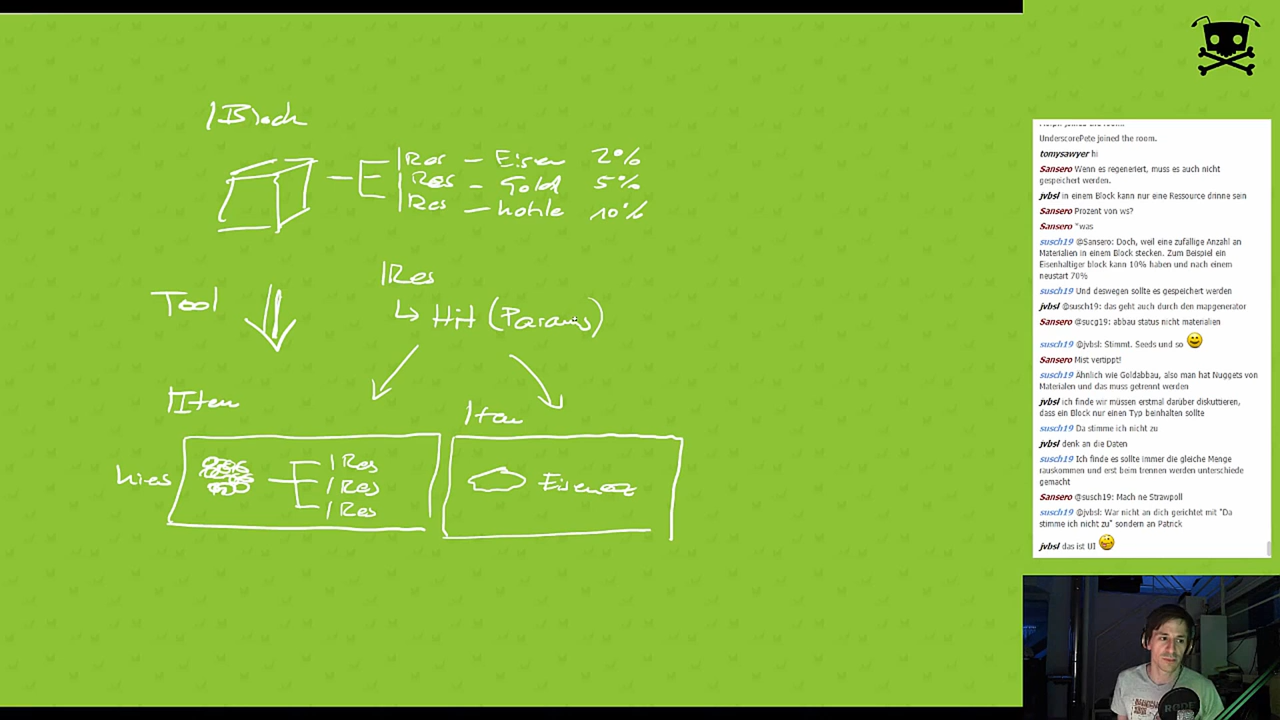 IBlock
IRes - Eisen 2%
IRes - Gold 5%
IRes - Kohle 10%
IRes
Tool
Hit (Params)
IItem
Item
Kies
IRes
IRes
IRes
Eisenerz
UnderscorePete joined the room.
tomysawyer hi
Sansero Wenn es regeneriert, muss es auch nicht
gespeichert werden.
jvbsl in einem Block kann nur eine Ressource drinne sein
Sansero Prozent von ws?
Sansero *was
susch19 @Sansero: Doch, weil eine zufällige Anzahl an
Materialien in einem Block stecken. Zum Beispiel ein
Eisenhaltiger block kann 10% haben und nach einem
neustart 70%
susch19 Und deswegen sollte es gespeichert werden
jvbsl @susch19: das geht auch durch den mapgenerator
Sansero @sucg19: abbau status nicht materialien
susch19 @jvbsl: Stimmt. Seeds und so
Sansero Mist vertippt!
susch19 Ähnlich wie Goldabbau, also man hat Nuggets von
Materialien und das muss getrennt werden
jvbsl ich finde wir müssen erstmal darüber diskutieren,
dass ein Block nur einen Typ beinhalten sollte
susch19 Da stimme ich nicht zu
jvbsl denk an die Daten
susch19 Ich finde es sollte immer die gleiche Menge
rauskommen und erst beim trennen werden unterschiede
gemacht
Sansero @susch19: Mach ne Strawpoll
susch19 @jvbsl: War nicht an dich gerichtet mit "Da
stimme ich nicht zu" sondern an Patrick
jvbsl das ist UI
RODE